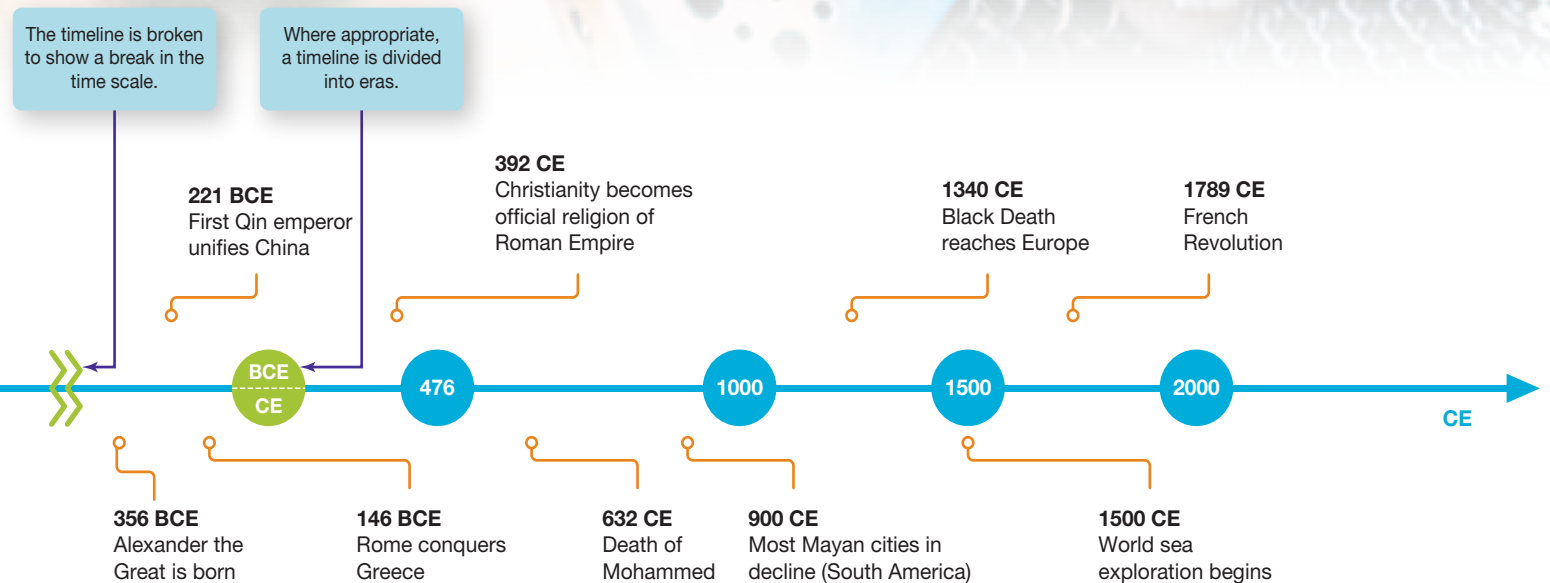 The timeline is broken
to show a break in the
time scale.
Where appropriate,
a timeline is divided
into eras.
221 BCE
First Qin emperor
unifies China
392 CE
Christianity becomes
official religion of
Roman Empire
1340 CE
Black Death
reaches Europe
1789 CE
French
Revolution
BCE
CE
476
1000
1500
2000
CE
356 BCE
Alexander the
Great is born
146 BCE
Rome conquers
Greece
632 CE
Death of
Mohammed
900 CE
Most Mayan cities in
decline (South America)
1500 CE
World sea
exploration begins